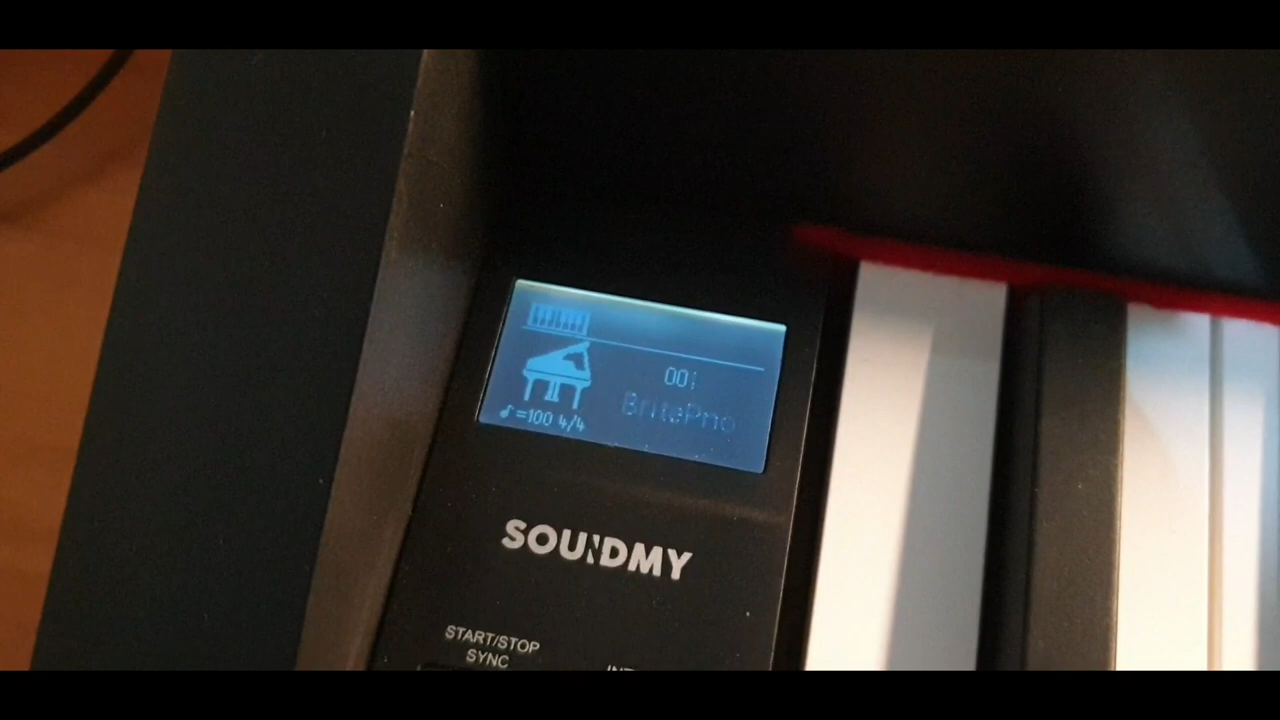 001
BritePno
♪=100 4/4
SOUNDMY
START/STOP
SYNC